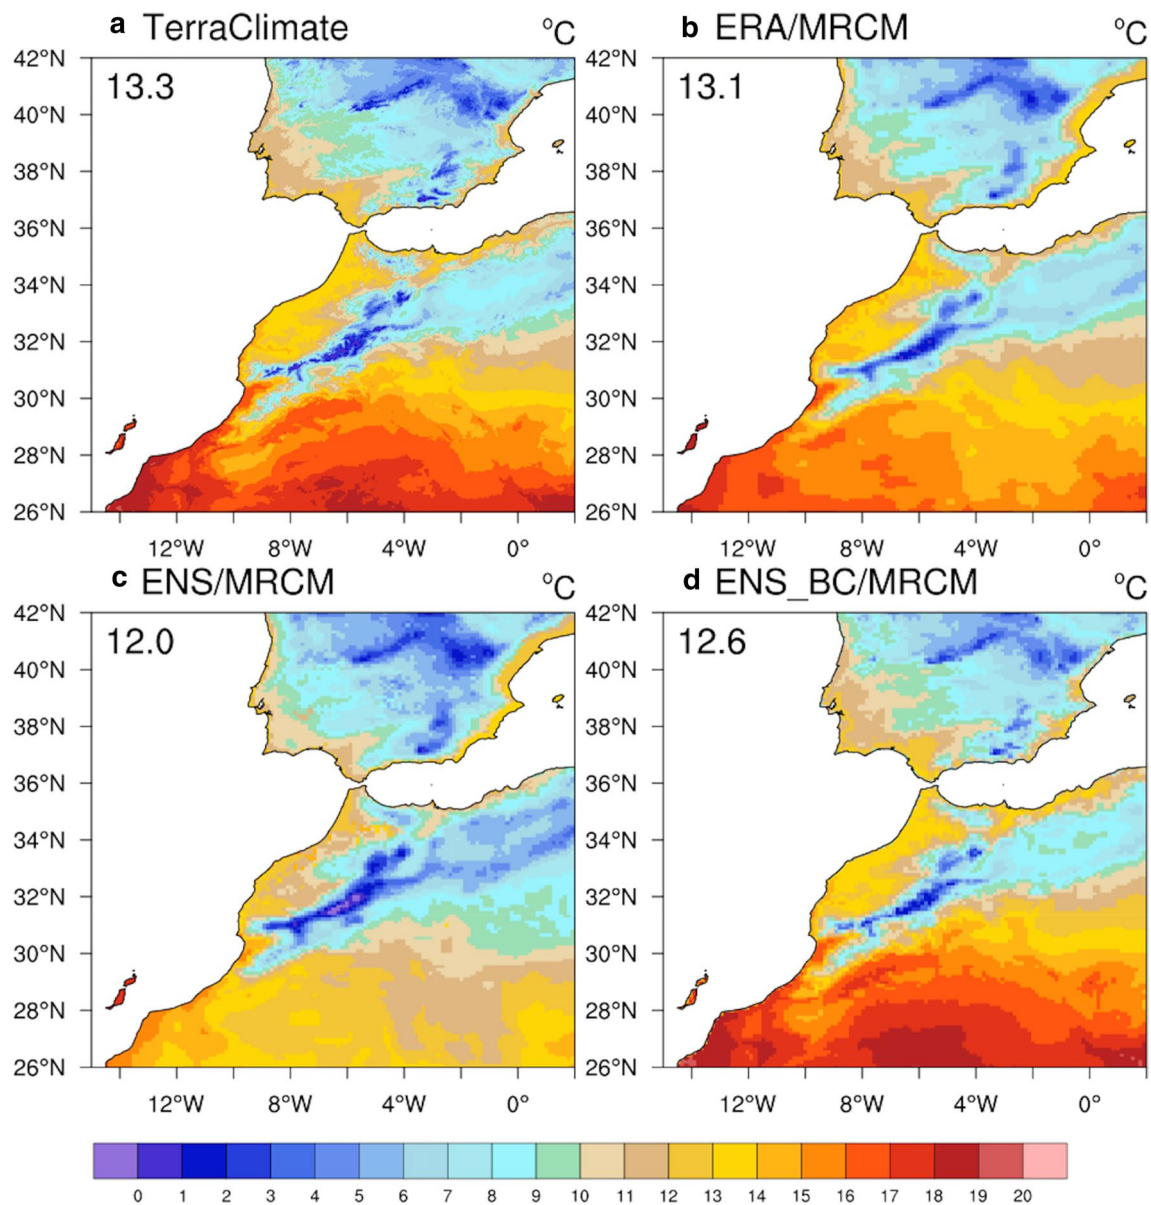 a TerraClimate °C
b ERA/MRCM °C
13.3
13.1
42°N
40°N
38°N
36°N
34°N
32°N
30°N
28°N
26°N
42°N
40°N
38°N
36°N
34°N
32°N
30°N
28°N
26°N
12°W 8°W 4°W 0°
12°W 8°W 4°W 0°
c ENS/MRCM °C
d ENS_BC/MRCM °C
12.0
12.6
42°N
40°N
38°N
36°N
34°N
32°N
30°N
28°N
26°N
42°N
40°N
38°N
36°N
34°N
32°N
30°N
28°N
26°N
12°W 8°W 4°W 0°
12°W 8°W 4°W 0°
0 1 2 3 4 5 6 7 8 9 10 11 12 13 14 15 16 17 18 19 20